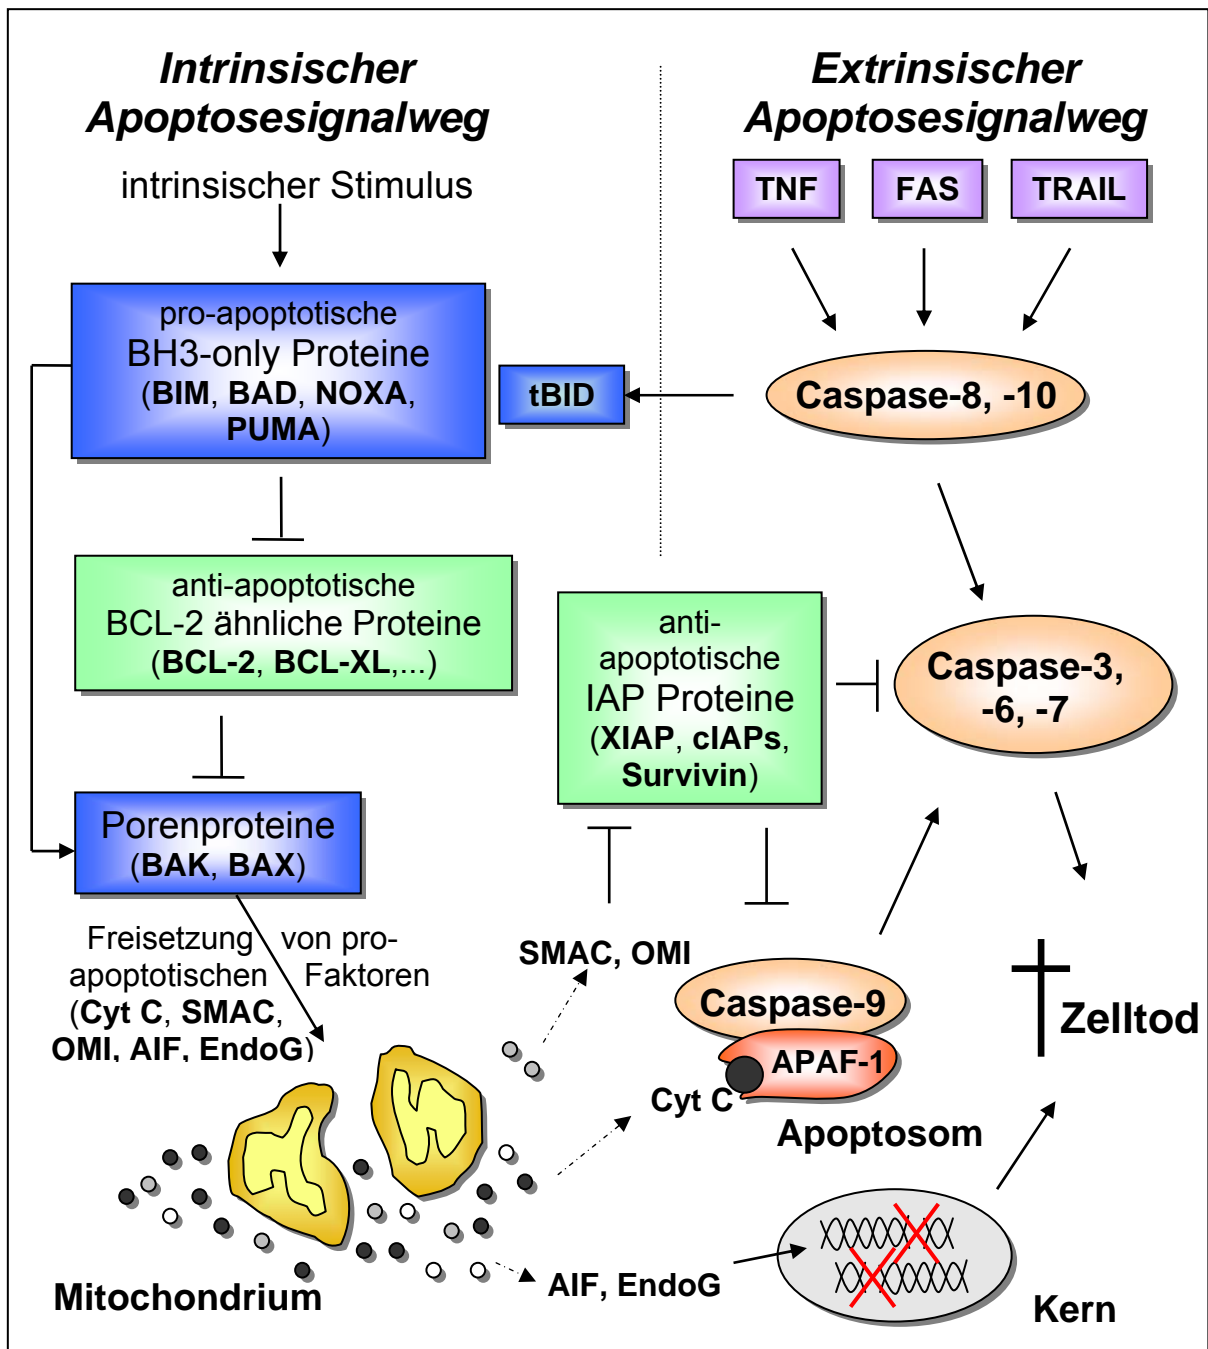 Intrinsischer
Apoptosesignalweg
intrinsischer Stimulus
Extrinsischer
Apoptosesignalweg
TNF
FAS
TRAIL
pro-apoptotische
BH3-only Proteine
(BIM, BAD, NOXA,
PUMA)
tBID
Caspase-8, -10
anti-apoptotische
BCL-2 ähnliche Proteine
(BCL-2, BCL-XL,...)
anti-
apoptotische
IAP Proteine
(XIAP, cIAPs,
Survivin)
Caspase-3,
-6, -7
Porenproteine
(BAK, BAX)
Freisetzung von pro-
apoptotischen Faktoren
(Cyt C, SMAC,
OMI, AIF, EndoG)
SMAC, OMI
Caspase-9
APAF-1
Cyt C
Apoptosom
Zelltod
Mitochondrium
AIF, EndoG
Kern